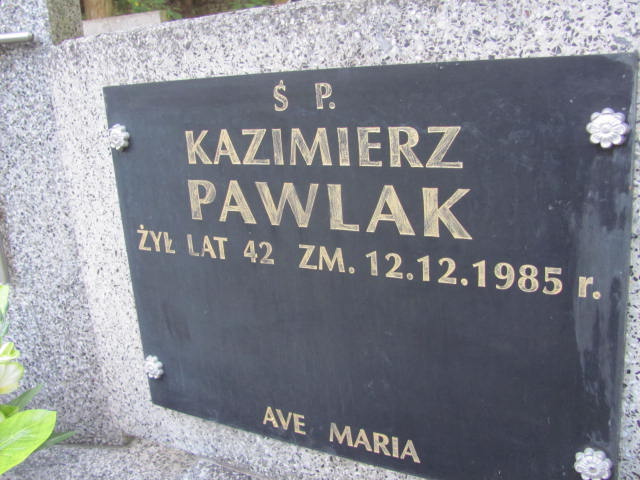 Ś P.
KAZIMIERZ
PAWLAK
ŻYŁ LAT 42 ZM. 12.12.1985 r.
AVE MARIA